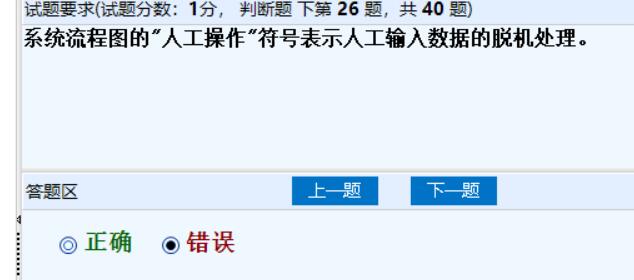 试题要求(试题分数：1分， 判断题 下第 26 题，共 40 题)
系统流程图的"人工操作"符号表示人工输入数据的脱机处理。
答题区 上一题 下一题
正确 错误